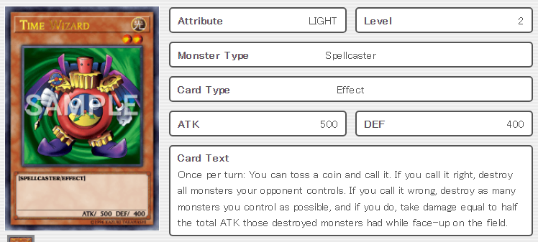 TIME WIZARD
SAMPLE
[SPELLCASTER/EFFECT]
ATK/ 500 DEF/ 400
Attribute LIGHT
Level 2
Monster Type Spellcaster
Card Type Effect
ATK 500
DEF 400
Card Text
Once per turn: You can toss a coin and call it. If you call it right, destroy
all monsters your opponent controls. If you call it wrong, destroy as many
monsters you control as possible, and if you do, take damage equal to half
the total ATK those destroyed monsters had while face-up on the field.